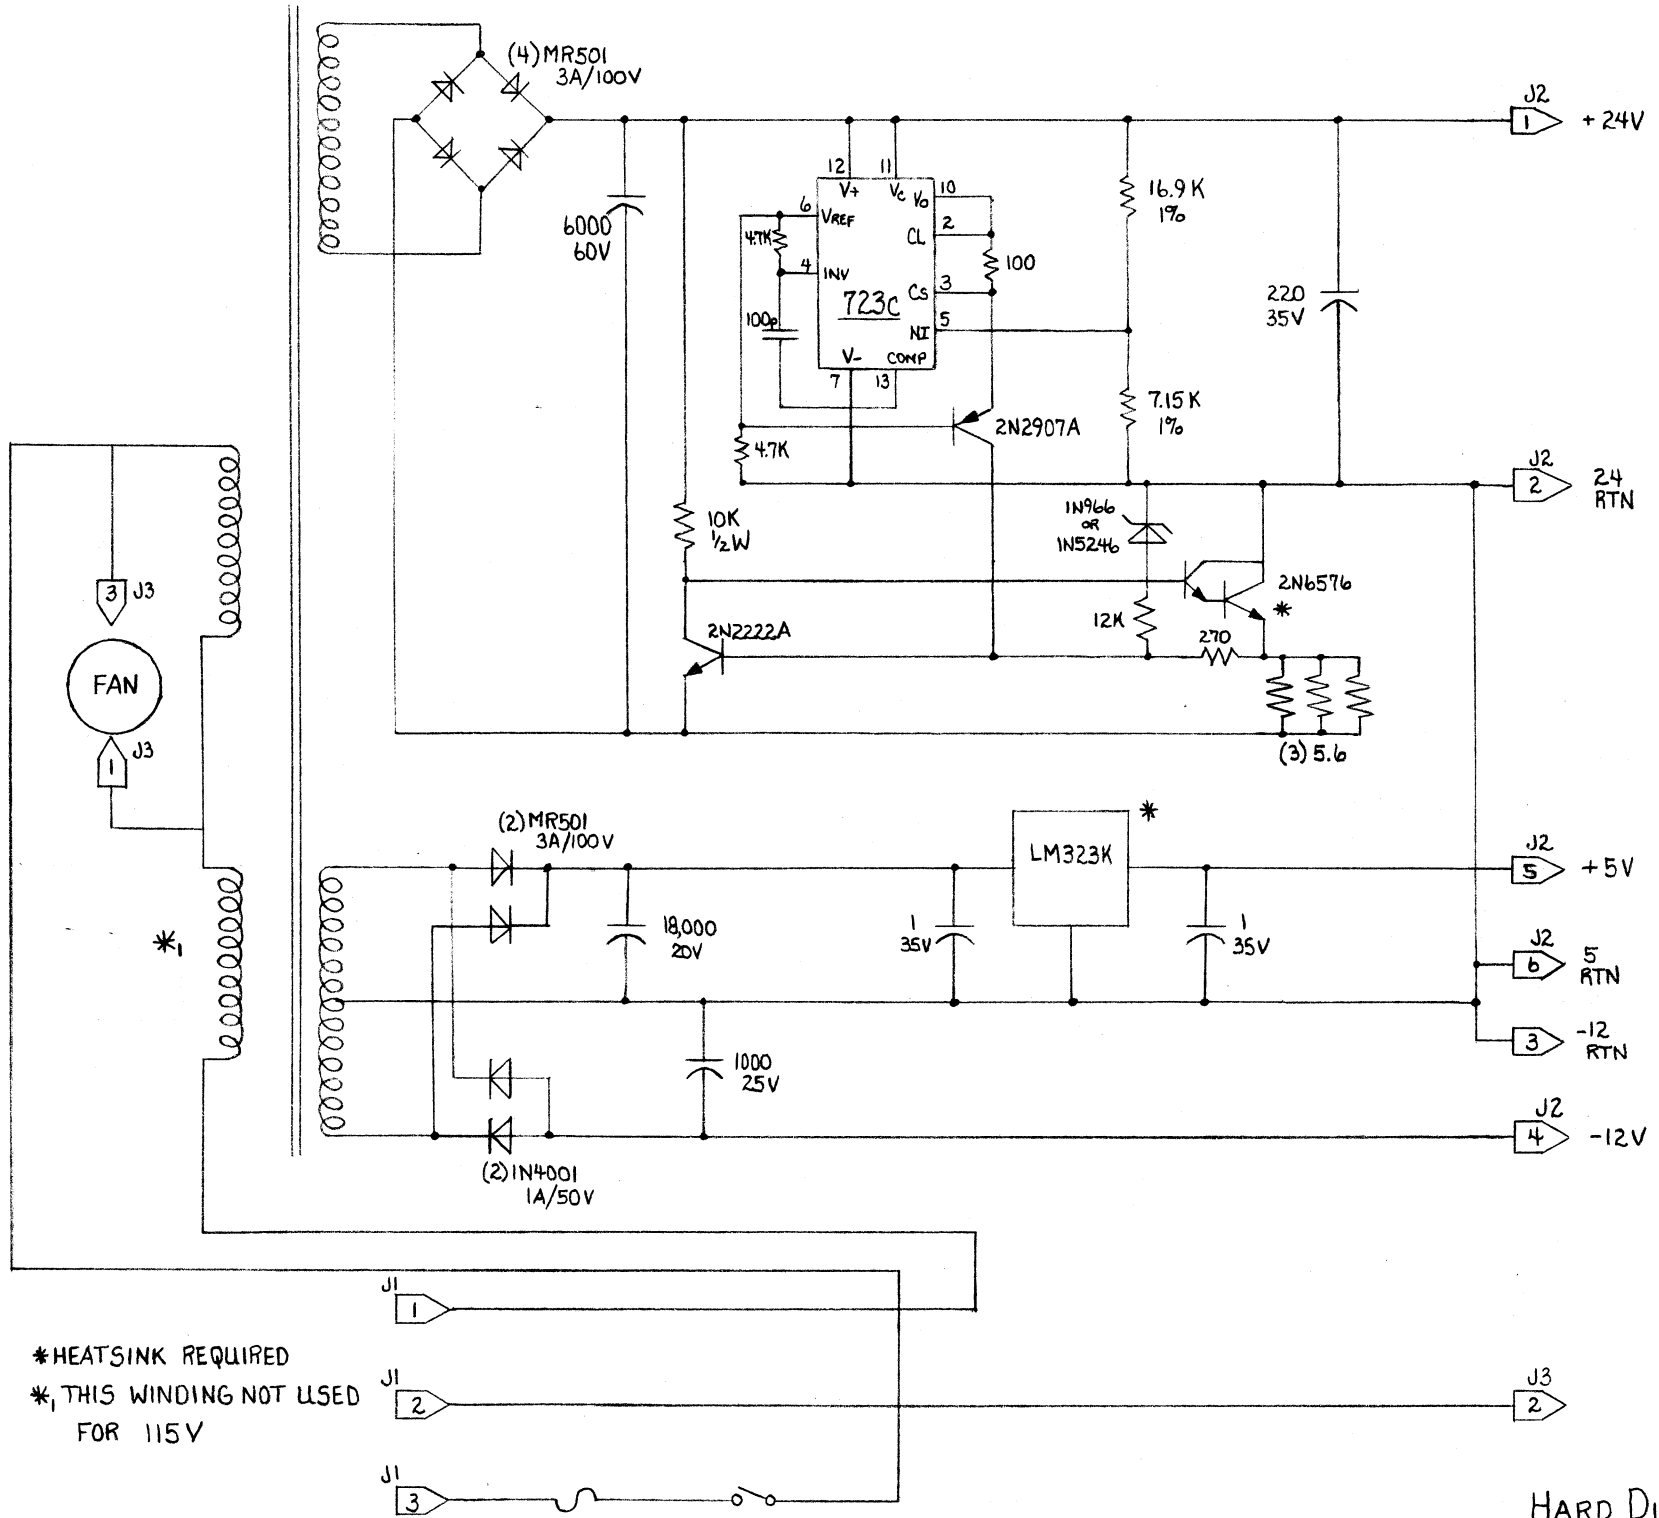 (4) MR501
3A/100V
J2
1
+24V
6000
60V
12
11
V+
Vc
Vo
10
6
VREF
CL
2
4.7K
4
INV
100
CS
3
723C
NI
5
100p
V-
COMP
7
13
16.9K
1%
7.15K
1%
220
35V
2N2907A
4.7K
J2
2
24
RTN
10K
1/2W
1N966
OR
1N5246
2N6576
*
12K
270
2N2222A
(3) 5.6
3
J3
FAN
J3
1
(2) MR501
3A/100V
LM323K
*
J2
5
+5V
18,000
20V
1
35V
1
35V
J2
6
5
RTN
*1
1000
25V
3
-12
RTN
J2
4
-12V
(2) 1N4001
1A/50V
J1
1
*HEATSINK REQUIRED
*1 THIS WINDING NOT USED
FOR 115V
J1
2
J3
2
J1
3
HARD DI